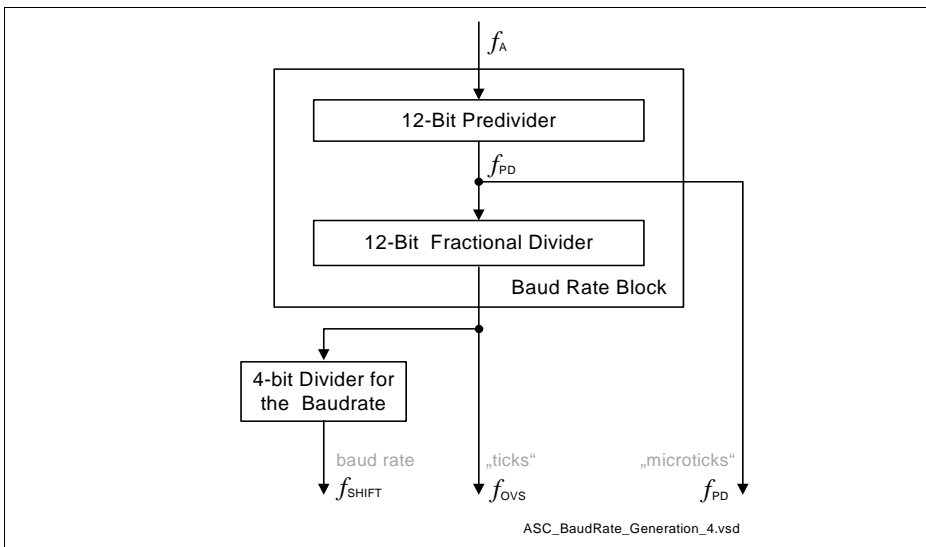 fA
12-Bit Predivider
fPD
12-Bit Fractional Divider
Baud Rate Block
4-bit Divider for
the Baudrate
baud rate
„ticks“
„microticks“
fSHIFT
fOVS
fPD
ASC_BaudRate_Generation_4.vsd